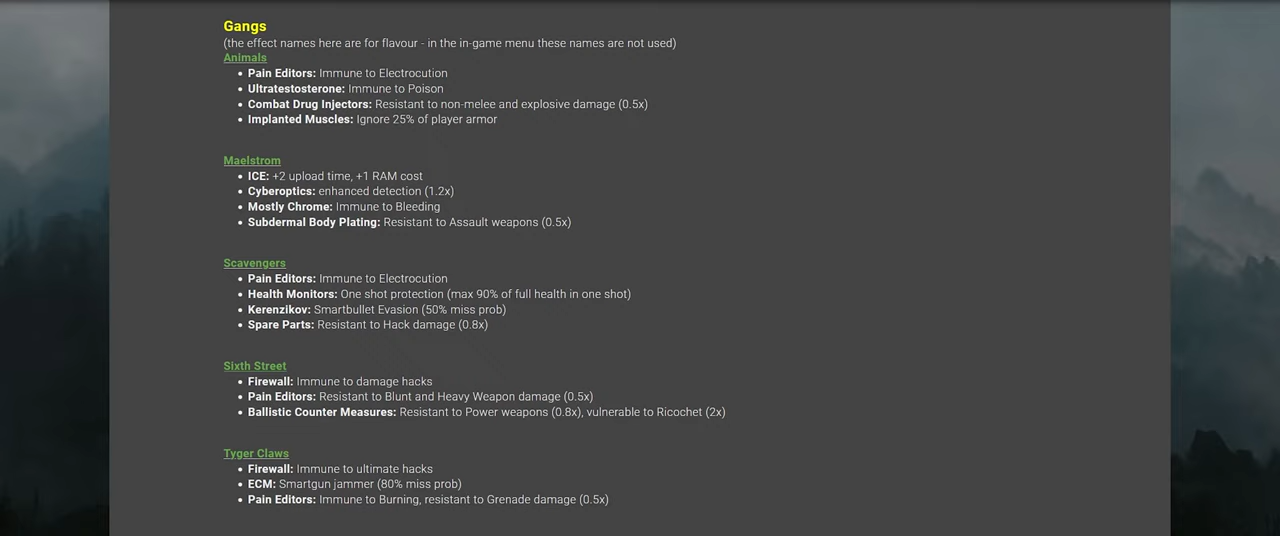 Gangs
(the effect names here are for flavour - in the in-game menu these names are not used)
Animals
• Pain Editors: Immune to Electrocution
• Ultratestosterone: Immune to Poison
• Combat Drug Injectors: Resistant to non-melee and explosive damage (0.5x)
• Implanted Muscles: Ignore 25% of player armor
Maelstrom
• ICE: +2 upload time, +1 RAM cost
• Cyberoptics: enhanced detection (1.2x)
• Mostly Chrome: Immune to Bleeding
• Subdermal Body Plating: Resistant to Assault weapons (0.5x)
Scavengers
• Pain Editors: Immune to Electrocution
• Health Monitors: One shot protection (max 90% of full health in one shot)
• Kerenzikov: Smartbullet Evasion (50% miss prob)
• Spare Parts: Resistant to Hack damage (0.8x)
Sixth Street
• Firewall: Immune to damage hacks
• Pain Editors: Resistant to Blunt and Heavy Weapon damage (0.5x)
• Ballistic Counter Measures: Resistant to Power weapons (0.8x), vulnerable to Ricochet (2x)
Tyger Claws
• Firewall: Immune to ultimate hacks
• ECM: Smartgun jammer (80% miss prob)
• Pain Editors: Immune to Burning, resistant to Grenade damage (0.5x)